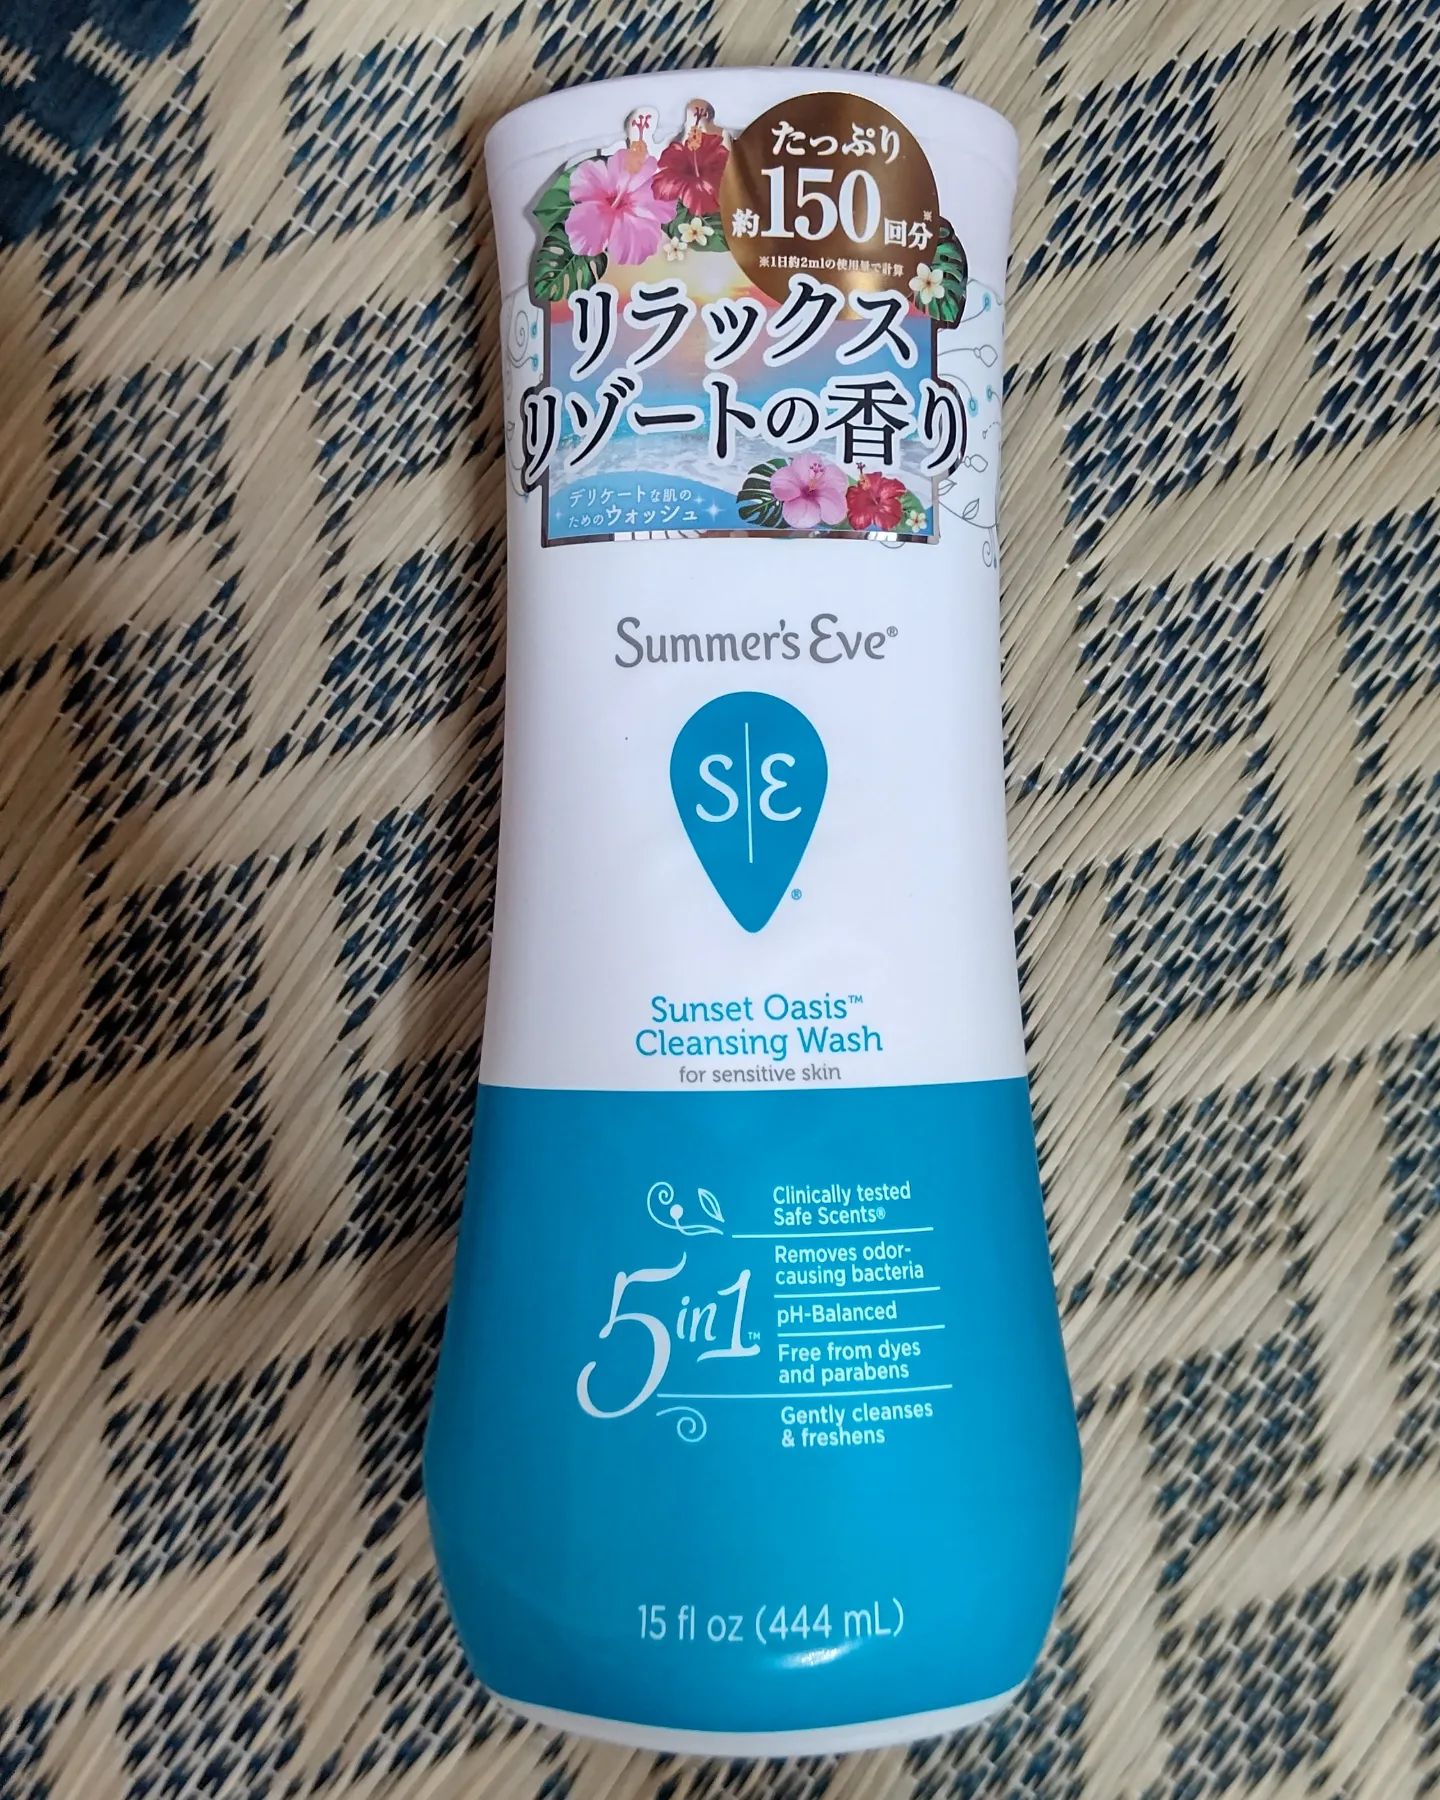 たっぷり
約150回分※
※1日約2mlの使用量で計算
リラックス
リゾートの香り
デリケートな肌の
ためのウォッシュ
Summer's Eve®
S|E
®
Sunset Oasis™
Cleansing Wash
for sensitive skin
Clinically tested
Safe Scents®
Removes odor-
causing bacteria
5in1™
pH-Balanced
Free from dyes
and parabens
Gently cleanses
& freshens
15 fl oz (444 mL)